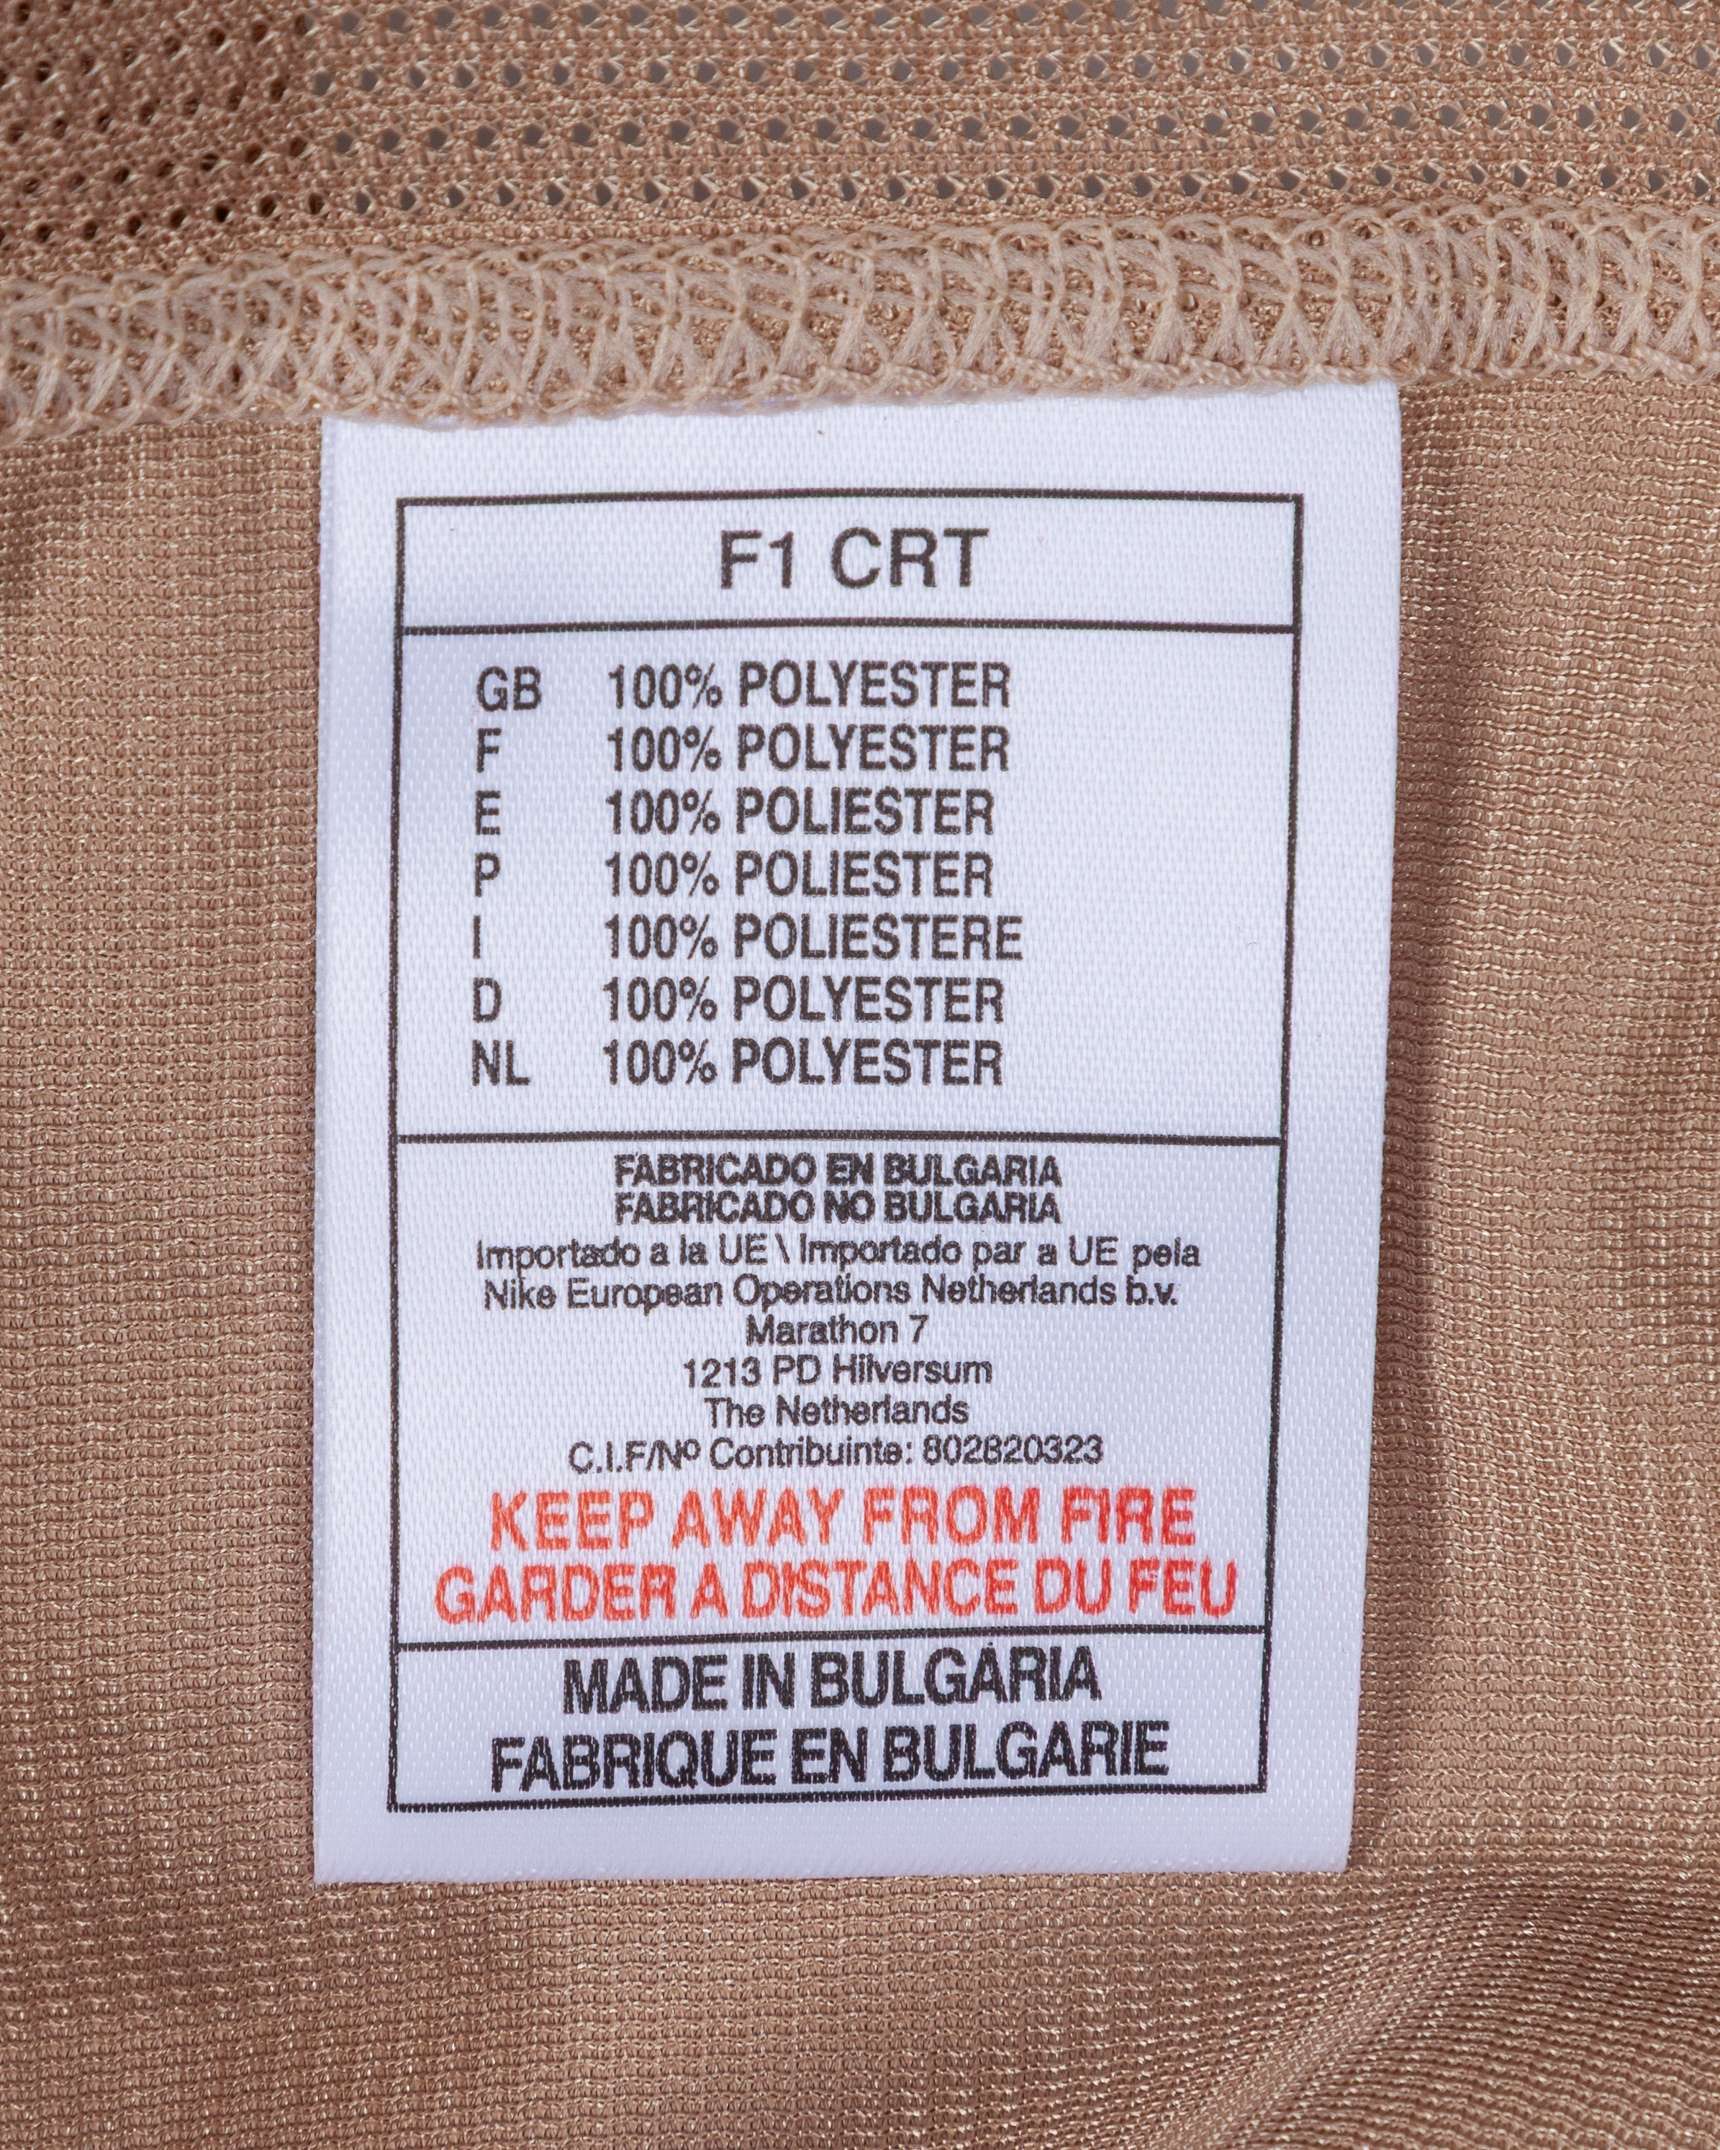 F1 CRT
GB 100% POLYESTER
F 100% POLYESTER
E 100% POLIESTER
P 100% POLIESTER
I 100% POLIESTERE
D 100% POLYESTER
NL 100% POLYESTER
FABRICADO EN BULGARIA
FABRICADO NO BULGARIA
Importado a la UE \ Importado par a UE pela
Nike European Operations Netherlands b.v.
Marathon 7
1213 PD Hilversum
The Netherlands
C.I.F/Nº Contribuinte: 802820323
KEEP AWAY FROM FIRE
GARDER A DISTANCE DU FEU
MADE IN BULGARIA
FABRIQUE EN BULGARIE